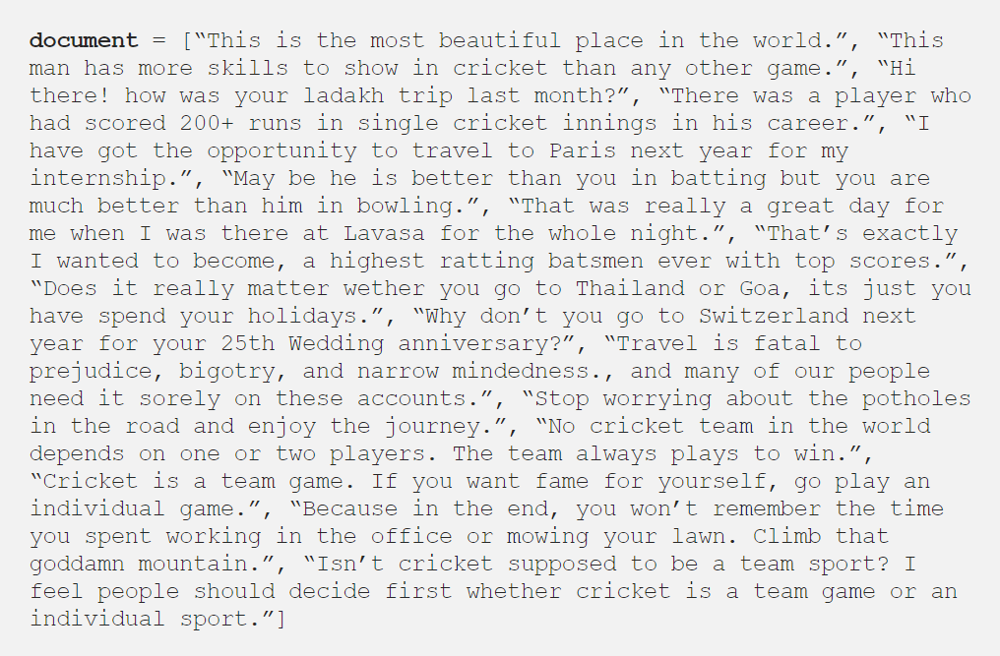 document = [“This is the most beautiful place in the world.”, “This
man has more skills to show in cricket than any other game.”, “Hi
there! how was your ladakh trip last month?”, “There was a player who
had scored 200+ runs in single cricket innings in his career.”, “I
have got the opportunity to travel to Paris next year for my
internship.”, “May be he is better than you in batting but you are
much better than him in bowling.”, “That was really a great day for
me when I was there at Lavasa for the whole night.”, “That’s exactly
I wanted to become, a highest ratting batsmen ever with top scores.”,
“Does it really matter wether you go to Thailand or Goa, its just you
have spend your holidays.”, “Why don’t you go to Switzerland next
year for your 25th Wedding anniversary?”, “Travel is fatal to
prejudice, bigotry, and narrow mindedness., and many of our people
need it sorely on these accounts.”, “Stop worrying about the potholes
in the road and enjoy the journey.”, “No cricket team in the world
depends on one or two players. The team always plays to win.”,
“Cricket is a team game. If you want fame for yourself, go play an
individual game.”, “Because in the end, you won’t remember the time
you spent working in the office or mowing your lawn. Climb that
goddamn mountain.”, “Isn’t cricket supposed to be a team sport? I
feel people should decide first whether cricket is a team game or an
individual sport.”]